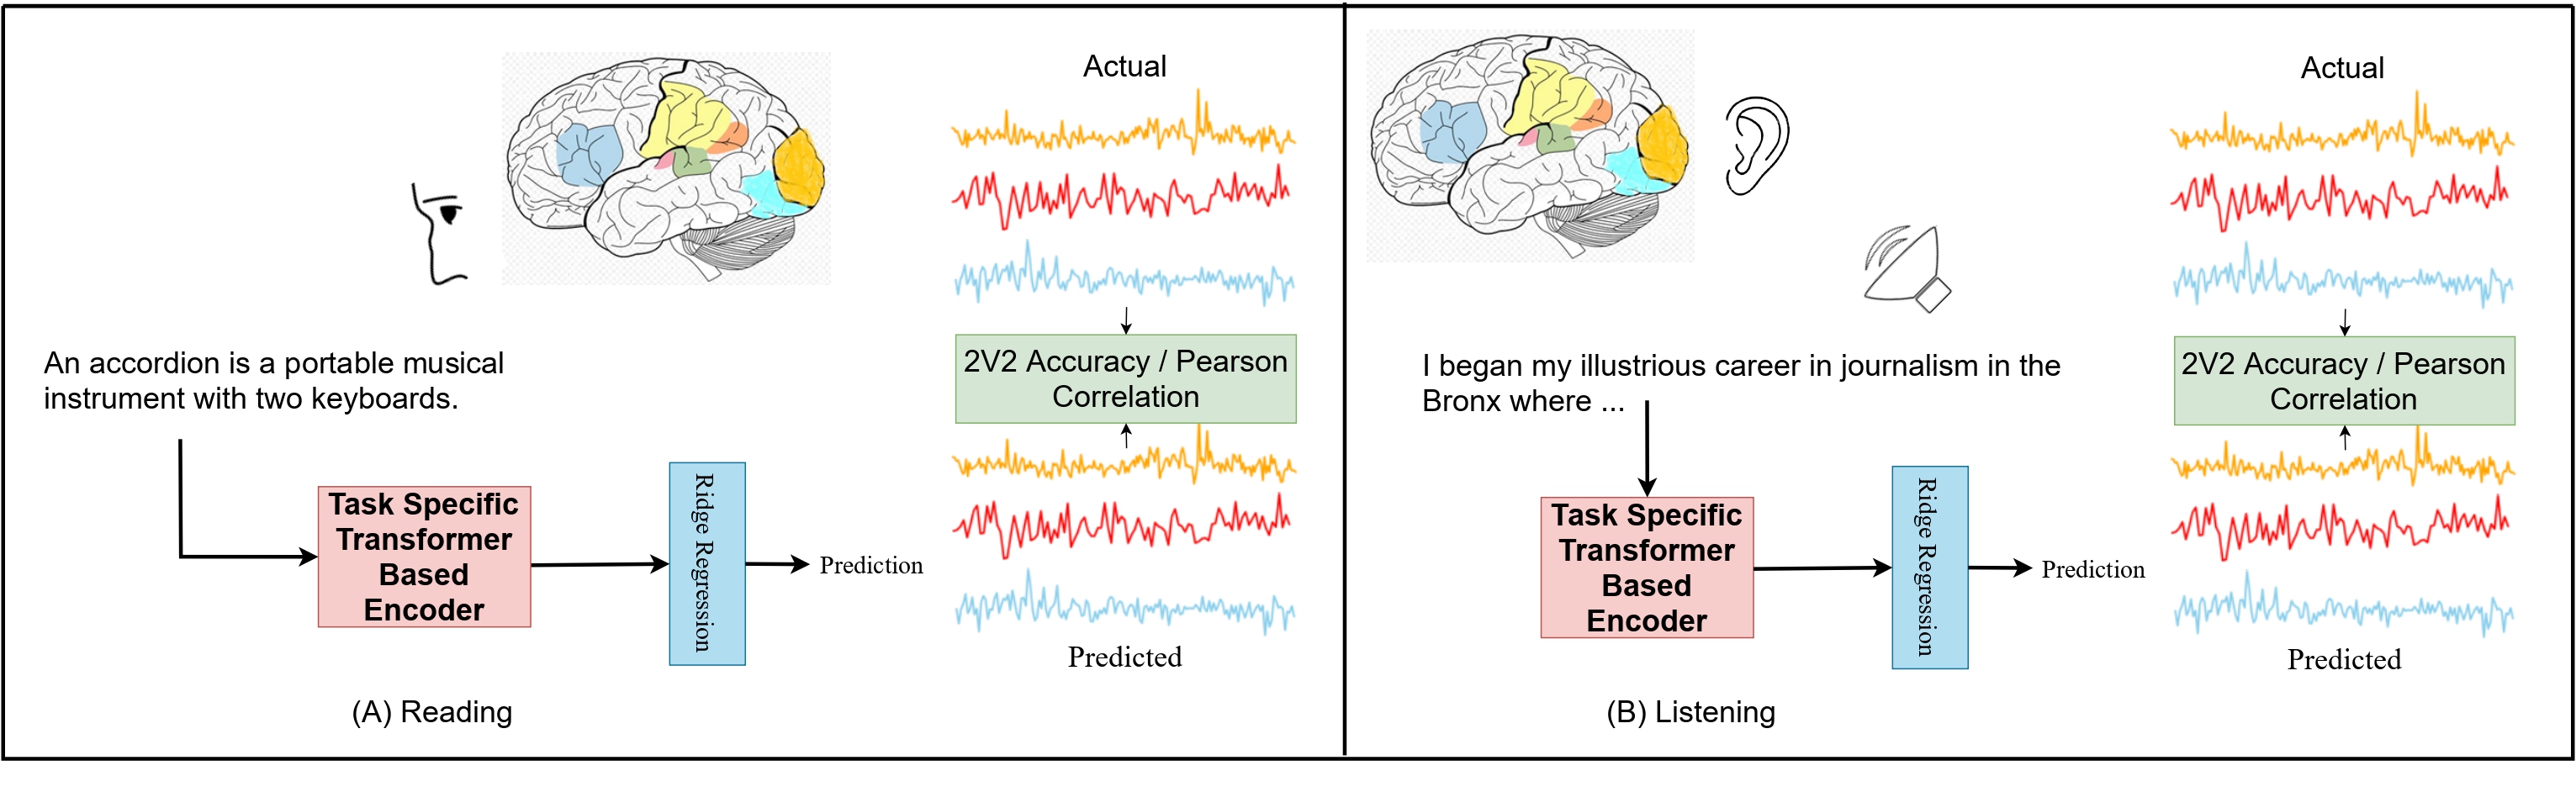 Actual
An accordion is a portable musical
instrument with two keyboards.
2V2 Accuracy / Pearson
Correlation
Task Specific
Transformer
Based
Encoder
Ridge Regression
Prediction
Predicted
(A) Reading
Actual
I began my illustrious career in journalism in the
Bronx where ...
2V2 Accuracy / Pearson
Correlation
Task Specific
Transformer
Based
Encoder
Ridge Regression
Prediction
Predicted
(B) Listening